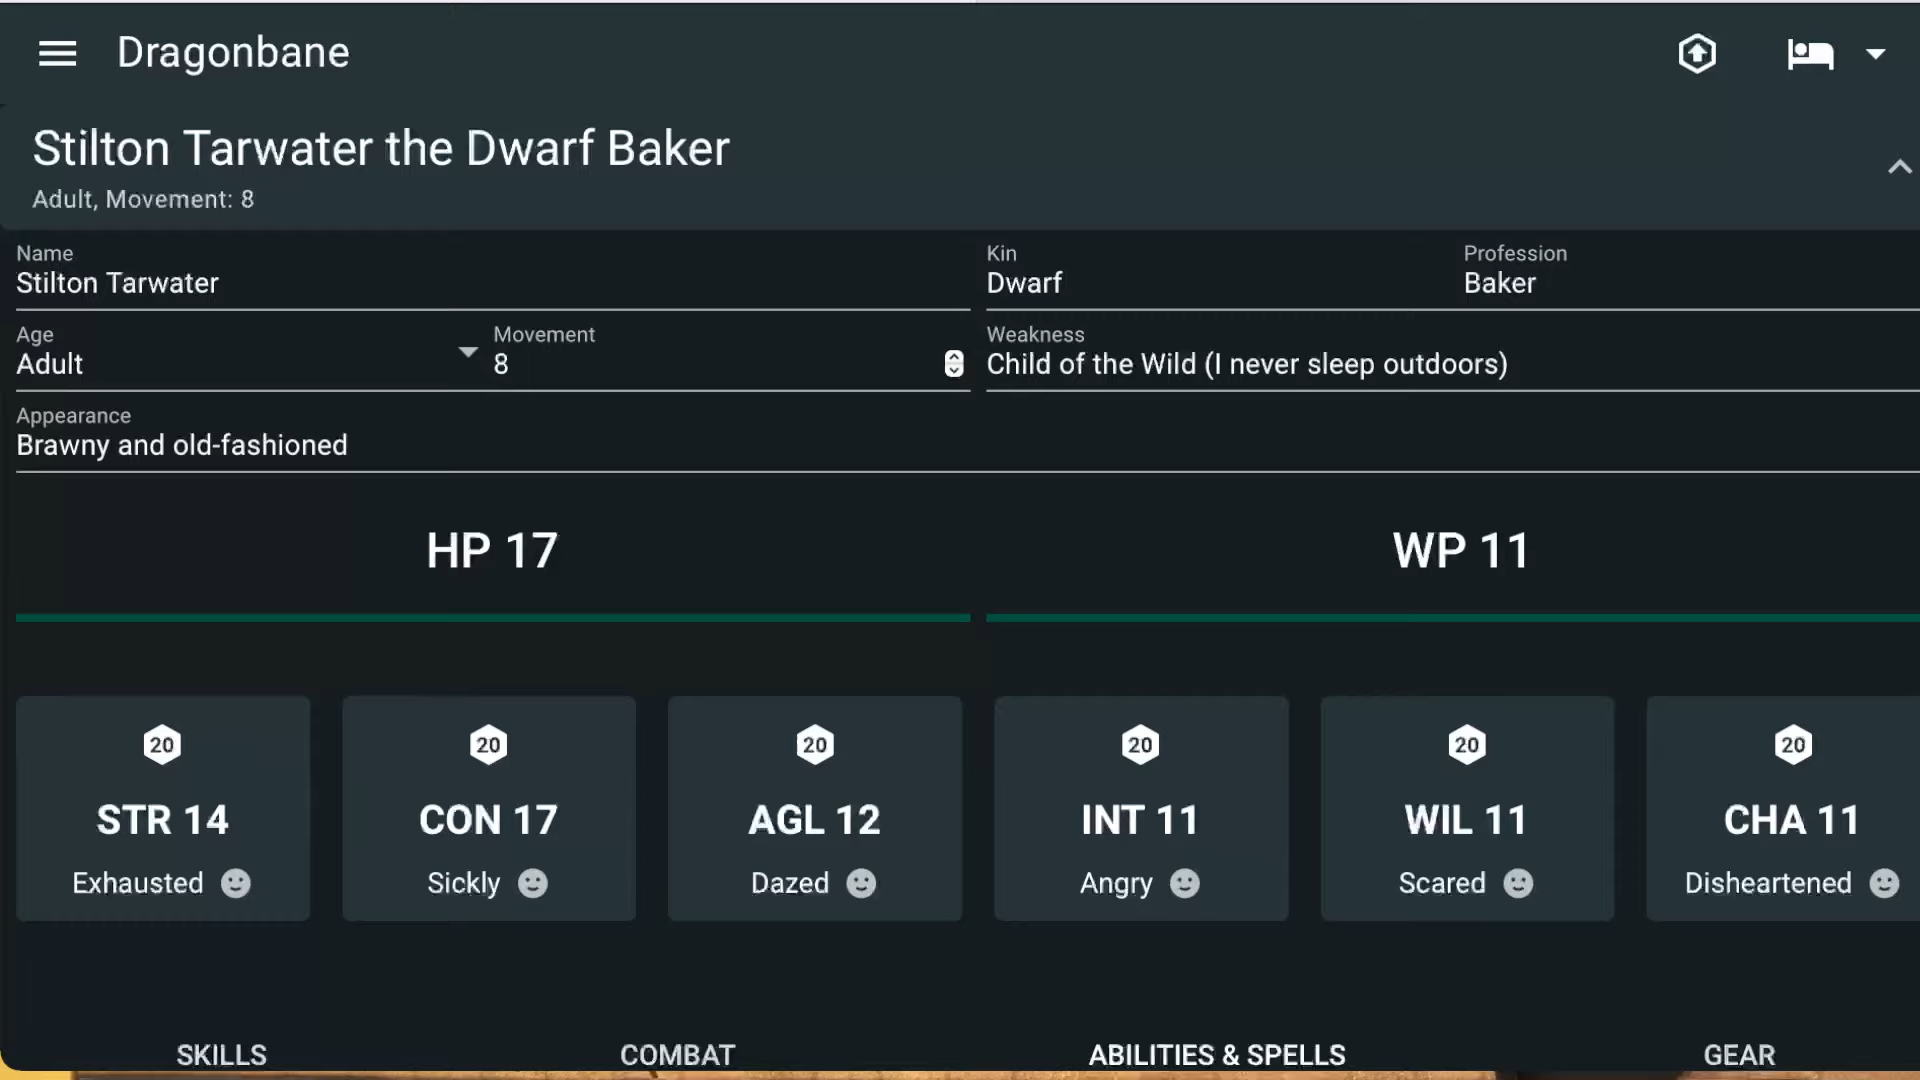 Dragonbane
Stilton Tarwater the Dwarf Baker
Adult, Movement: 8
Name
Stilton Tarwater
Kin
Dwarf
Profession
Baker
Age
Adult
Movement
8
Weakness
Child of the Wild (I never sleep outdoors)
Appearance
Brawny and old-fashioned
HP 17
WP 11
20
STR 14
Exhausted
20
CON 17
Sickly
20
AGL 12
Dazed
20
INT 11
Angry
20
WIL 11
Scared
20
CHA 11
Disheartened
SKILLS
COMBAT
ABILITIES & SPELLS
GEAR